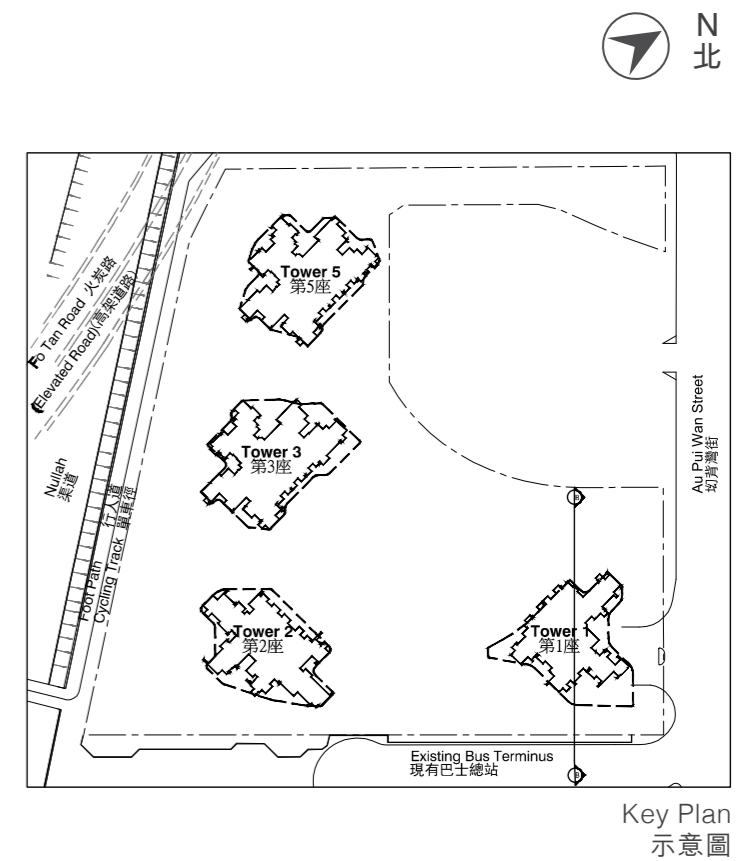 N
北
Fo Tan Road 火炭路
(Elevated Road)(高架道路)
Nullah
渠道
Foot Path 行人道
Cycling Track 單車徑
Tower 5
第5座
Tower 3
第3座
Tower 2
第2座
Tower 1
第1座
B
B
Au Pui Wan Street
坳背灣街
Existing Bus Terminus
現有巴士總站
Key Plan
示意圖